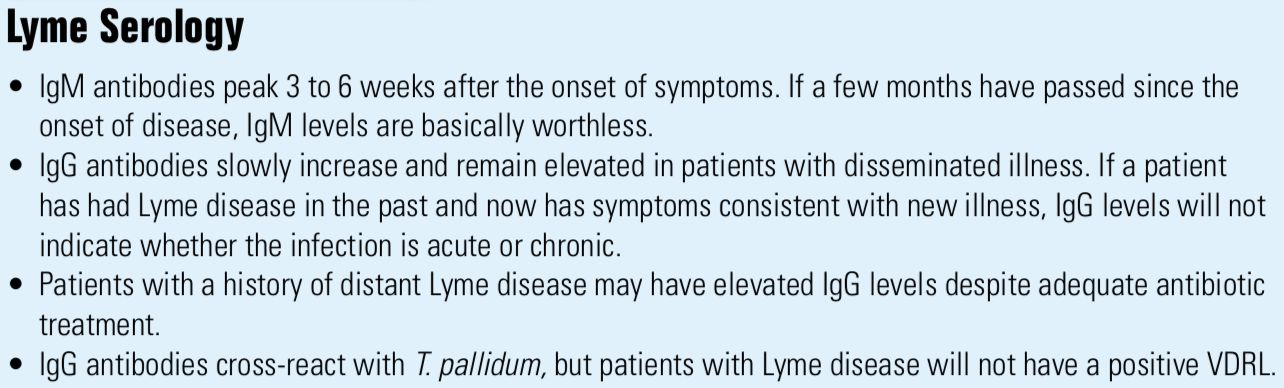 Lyme Serology
• IgM antibodies peak 3 to 6 weeks after the onset of symptoms. If a few months have passed since the
onset of disease, IgM levels are basically worthless.
• IgG antibodies slowly increase and remain elevated in patients with disseminated illness. If a patient
has had Lyme disease in the past and now has symptoms consistent with new illness, IgG levels will not
indicate whether the infection is acute or chronic.
• Patients with a history of distant Lyme disease may have elevated IgG levels despite adequate antibiotic
treatment.
• IgG antibodies cross-react with T. pallidum, but patients with Lyme disease will not have a positive VDRL.